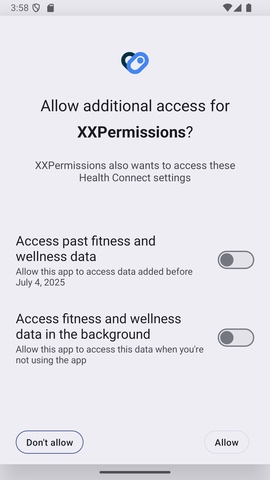 3:58
Allow additional access for
XXPermissions?
XXPermissions also wants to access these
Health Connect settings
Access past fitness and
wellness data
Allow this app to access data added before
July 4, 2025
Access fitness and wellness
data in the background
Allow this app to access this data when you're
not using the app
Don't allow
Allow